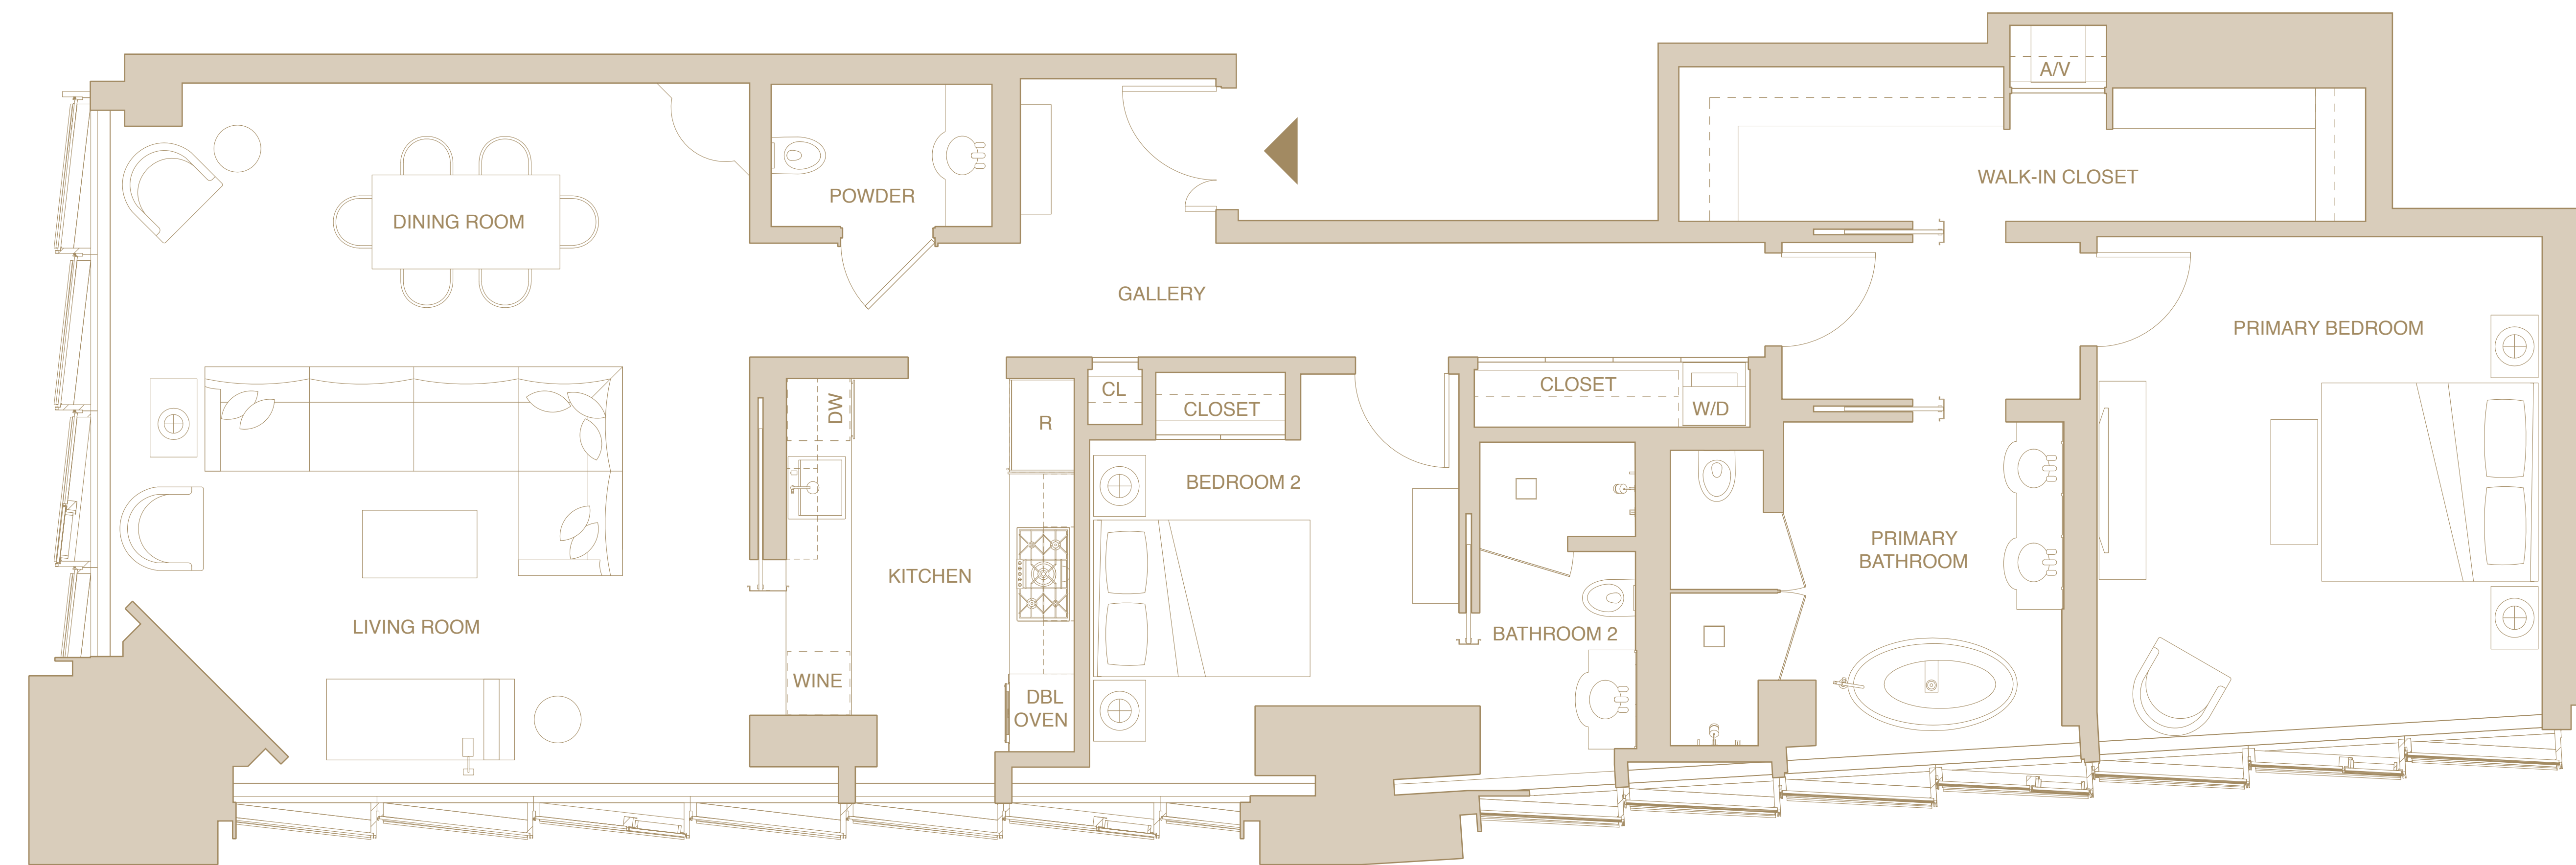 A/V
WALK-IN CLOSET
POWDER
DINING ROOM
GALLERY
PRIMARY BEDROOM
CL
CLOSET
CLOSET
W/D
DW
R
BEDROOM 2
PRIMARY
BATHROOM
KITCHEN
LIVING ROOM
BATHROOM 2
WINE
DBL
OVEN